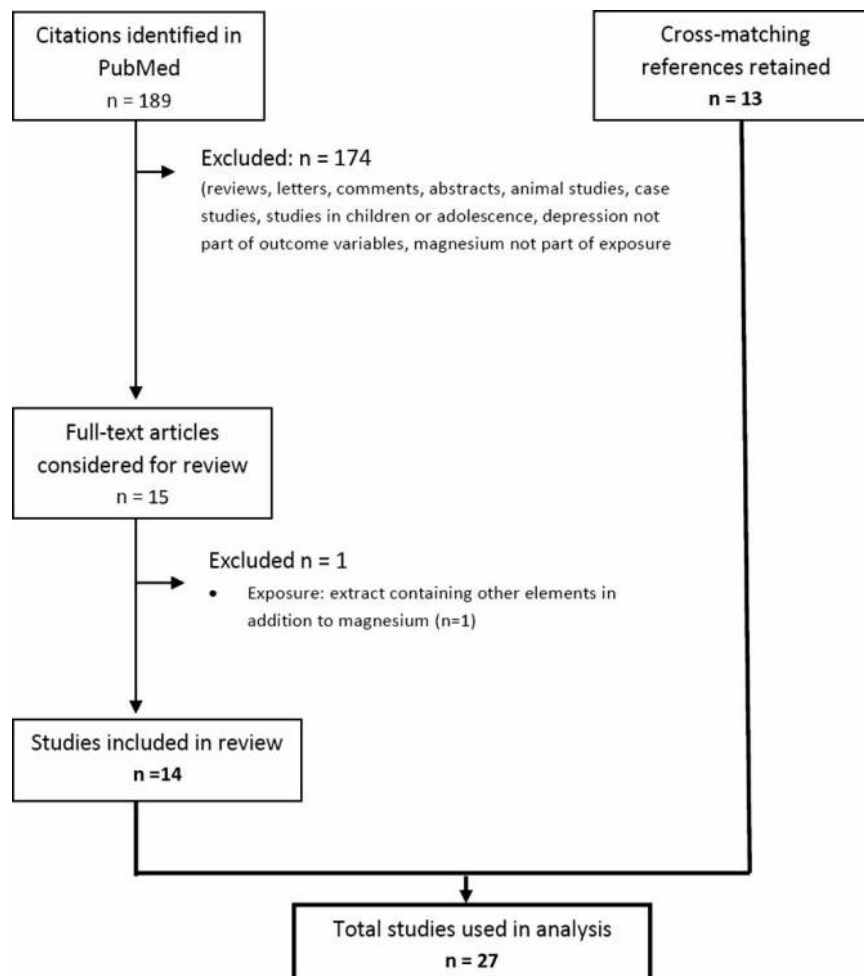 Citations identified in
PubMed
n = 189
Cross-matching
references retained
n = 13
Excluded: n = 174
(reviews, letters, comments, abstracts, animal studies, case
studies, studies in children or adolescence, depression not
part of outcome variables, magnesium not part of exposure
Full-text articles
considered for review
n = 15
Excluded n = 1
• Exposure: extract containing other elements in
addition to magnesium (n=1)
Studies included in review
n =14
Total studies used in analysis
n = 27